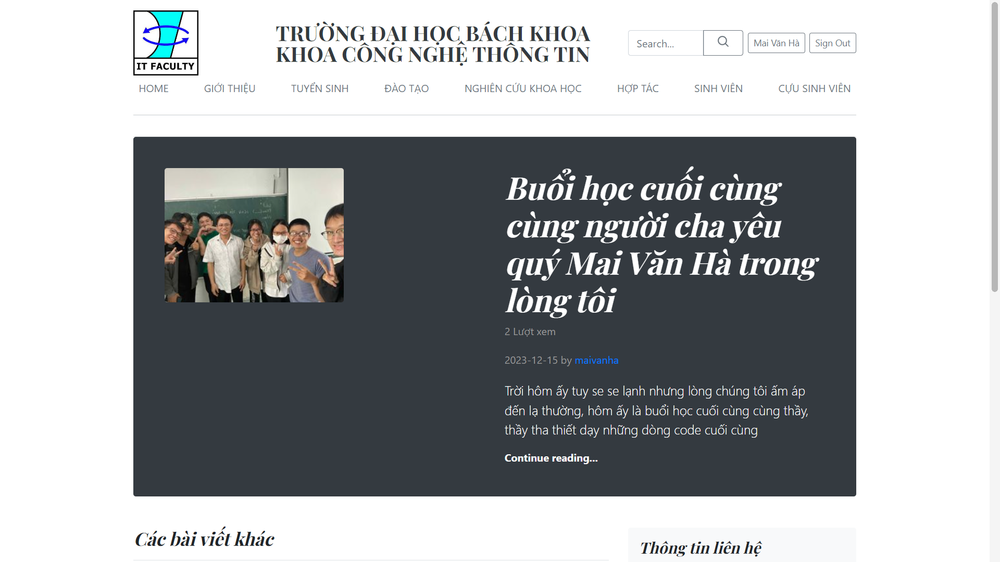 IT FACULTY
TRƯỜNG ĐẠI HỌC BÁCH KHOA
KHOA CÔNG NGHỆ THÔNG TIN
Search...
Mai Văn Hà
Sign Out
HOME
GIỚI THIỆU
TUYỂN SINH
ĐÀO TẠO
NGHIÊN CỨU KHOA HỌC
HỢP TÁC
SINH VIÊN
CỰU SINH VIÊN
Buổi học cuối cùng
cùng người cha yêu
quý Mai Văn Hà trong
lòng tôi
2 Lượt xem
2023-12-15 by maivanha
Trời hôm ấy tuy se se lạnh nhưng lòng chúng tôi ấm áp
đến lạ thường, hôm ấy là buổi học cuối cùng cùng thầy,
thầy tha thiết dạy những dòng code cuối cùng
Continue reading...
Các bài viết khác
Thông tin liên hệ